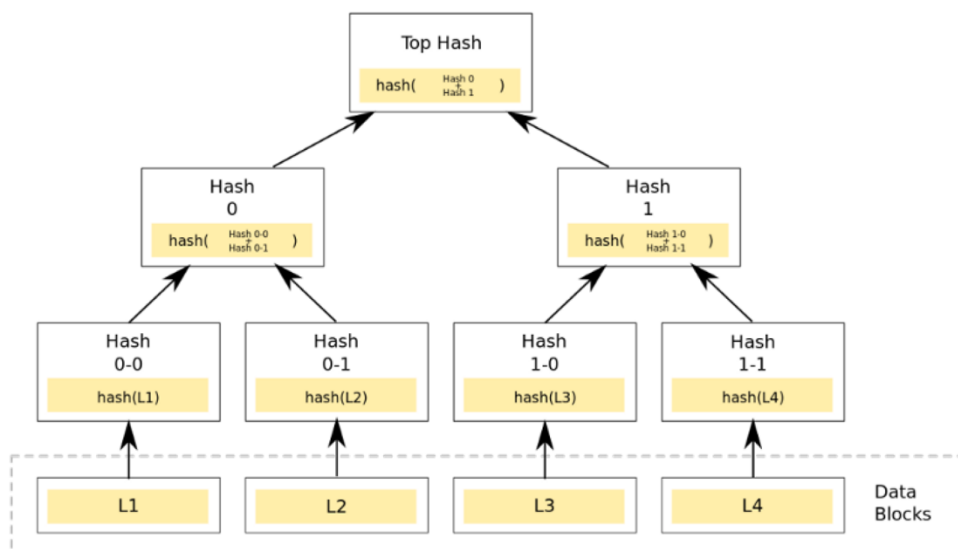 Top Hash
hash( Hash 0 + Hash 1 )
Hash
0
hash( Hash 0-0 + Hash 0-1 )
Hash
1
hash( Hash 1-0 + Hash 1-1 )
Hash
0-0
hash(L1)
Hash
0-1
hash(L2)
Hash
1-0
hash(L3)
Hash
1-1
hash(L4)
L1
L2
L3
L4
Data
Blocks